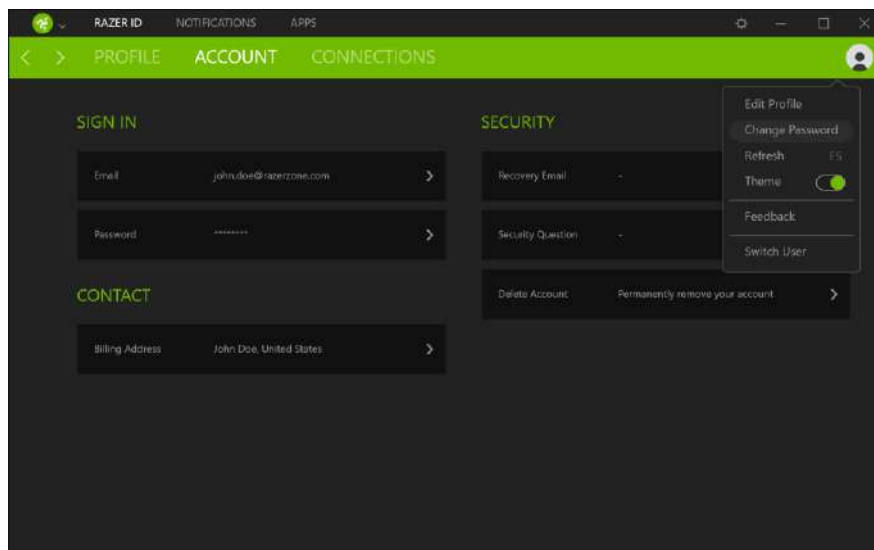 RAZER ID NOTIFICATIONS APPS
PROFILE ACCOUNT CONNECTIONS
SIGN IN
Email john.doe@razerzone.com
Password ********
CONTACT
Billing Address John Doe, United States
SECURITY
Recovery Email -
Security Question -
Delete Account Permanently remove your account
Edit Profile
Change Password
Refresh F5
Theme
Feedback
Switch User